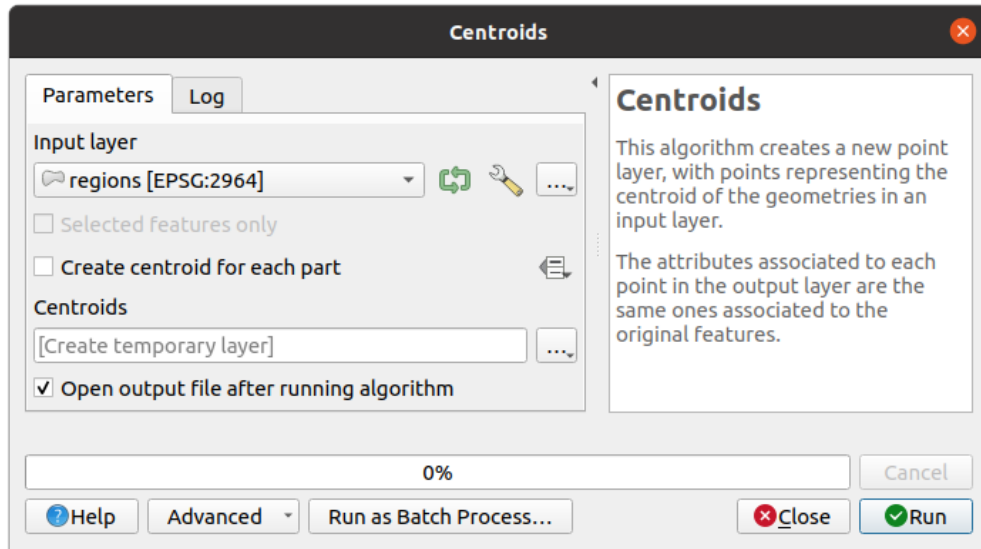 Centroids
Parameters
Log
Input layer
regions [EPSG:2964]
...
Selected features only
Create centroid for each part
Centroids
[Create temporary layer]
...
Open output file after running algorithm
Centroids
This algorithm creates a new point
layer, with points representing the
centroid of the geometries in an
input layer.
The attributes associated to each
point in the output layer are the
same ones associated to the
original features.
0%
Cancel
Help
Advanced
Run as Batch Process...
Close
Run